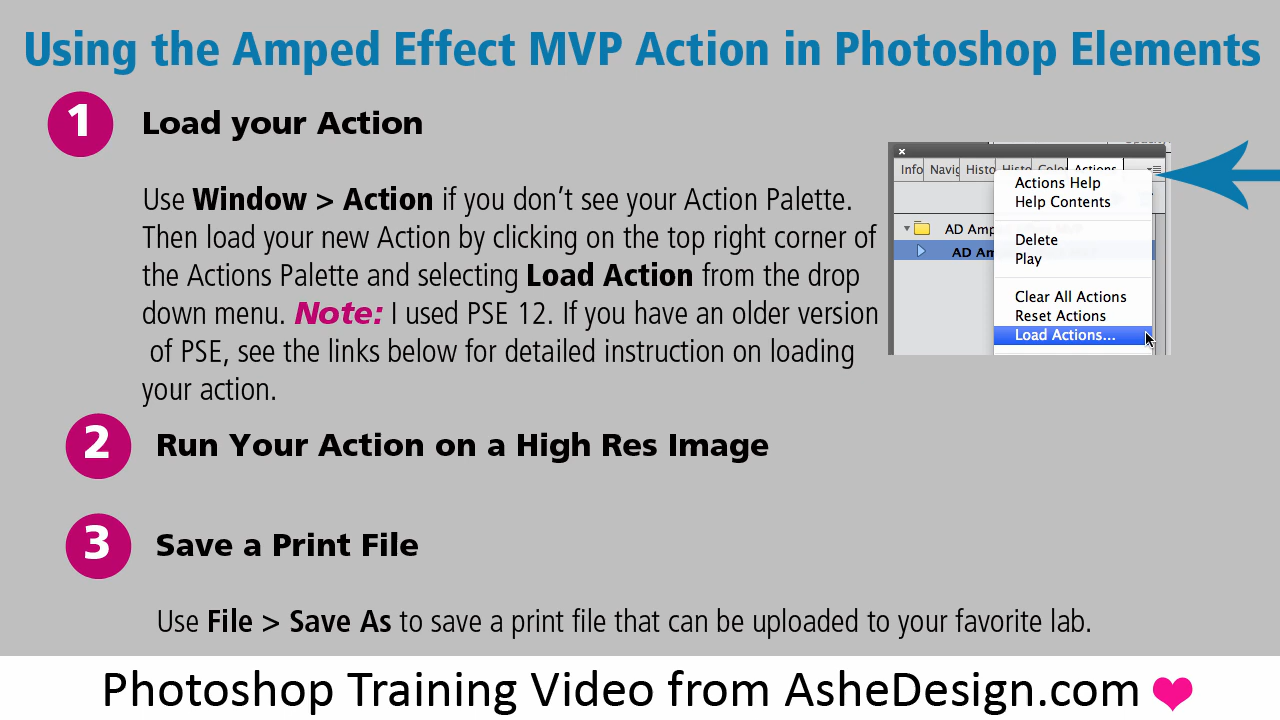 Using the Amped Effect MVP Action in Photoshop Elements
1 Load your Action
Use Window > Action if you don’t see your Action Palette.
Then load your new Action by clicking on the top right corner of
the Actions Palette and selecting Load Action from the drop
down menu. Note: I used PSE 12. If you have an older version
of PSE, see the links below for detailed instruction on loading
your action.
Info Navig Histo Histo Color Actions
Actions Help
Help Contents
AD Amp
Delete
AD Am
Play
Clear All Actions
Reset Actions
Load Actions...
2 Run Your Action on a High Res Image
3 Save a Print File
Use File > Save As to save a print file that can be uploaded to your favorite lab.
Photoshop Training Video from AsheDesign.com